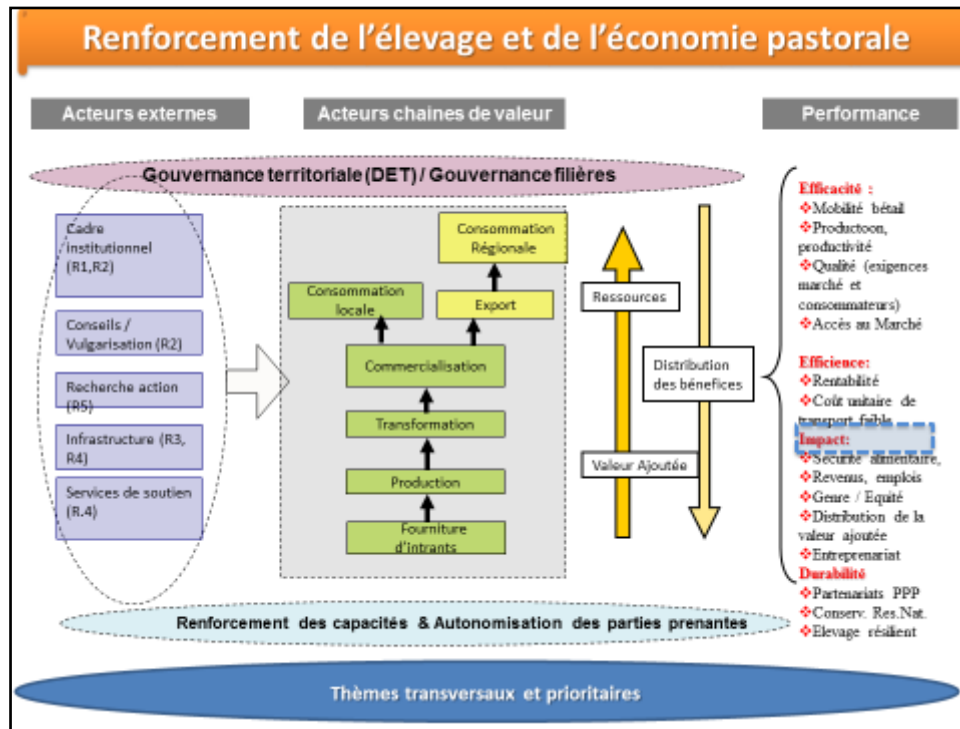 Renforcement de l'élevage et de l'économie pastorale
Acteurs externes
Acteurs chaines de valeur
Performance
Gouvernance territoriale (DET) / Gouvernance filières
Cadre
institutionnel
(R1,R2)
Conseils /
Vulgarisation (R2)
Recherche action
(R5)
Infrastructure (R3,
R4)
Services de soutien
(R.4)
Consommation
Régionale
Consommation
locale
Export
Commercialisation
Transformation
Production
Fourniture
d'intrants
Ressources
Valeur Ajoutée
Distribution
des bénefices
Efficacité :
❖Mobilité bétail
❖Productoon,
productivité
❖Qualité (exigences
marché et
consommateurs)
❖Accès au Marché
Efficience:
❖Rentabilité
❖Coût unitaire de
transport faible
Impact:
❖Sécurité alimentaire,
❖Revenus, emplois
❖Genre / Equité
❖Distribution de la
valeur ajoutée
❖Entreprenariat
Durabilité
❖Partenariats PPP
❖Conserv. Res.Nat.
❖Elevage résilient
Renforcement des capacités & Autonomisation des parties prenantes
Thèmes transversaux et prioritaires